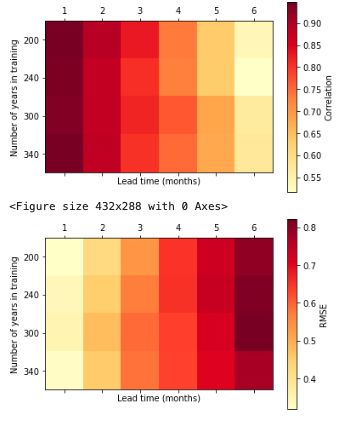 1 2 3 4 5 6
0.90
0.85
0.80
0.75
0.70
0.65
0.60
0.55
Correlation
200
240
300
340
Number of years in training
Lead time (months)
<Figure size 432x288 with 0 Axes>
1 2 3 4 5 6
0.8
0.7
0.6
0.5
0.4
RMSE
200
240
300
340
Number of years in training
Lead time (months)